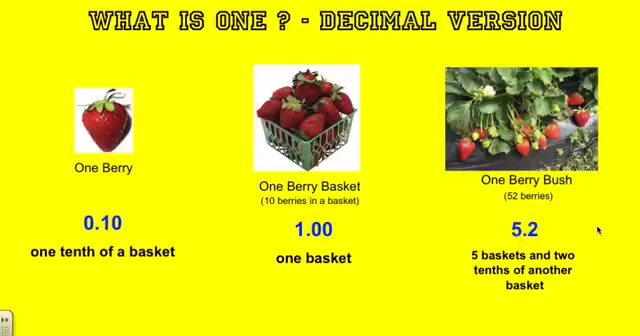 WHAT IS ONE ? - DECIMAL VERSION
One Berry
0.10
one tenth of a basket
One Berry Basket
(10 berries in a basket)
1.00
one basket
One Berry Bush
(52 berries)
5.2
5 baskets and two
tenths of another
basket